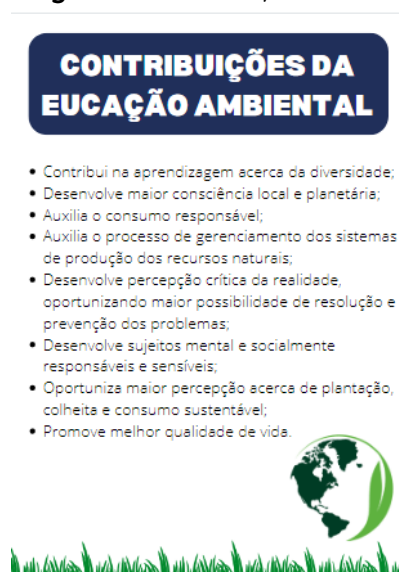 CONTRIBUIÇÕES DA
EUCAÇÃO AMBIENTAL
• Contribui na aprendizagem acerca da diversidade;
• Desenvolve maior consciência local e planetária;
• Auxilia o consumo responsável;
• Auxilia o processo de gerenciamento dos sistemas
de produção dos recursos naturais;
• Desenvolve percepção crítica da realidade,
oportunizando maior possibilidade de resolução e
prevenção dos problemas;
• Desenvolve sujeitos mental e socialmente
responsáveis e sensíveis;
• Oportuniza maior percepção acerca de plantação,
colheita e consumo sustentável;
• Promove melhor qualidade de vida.